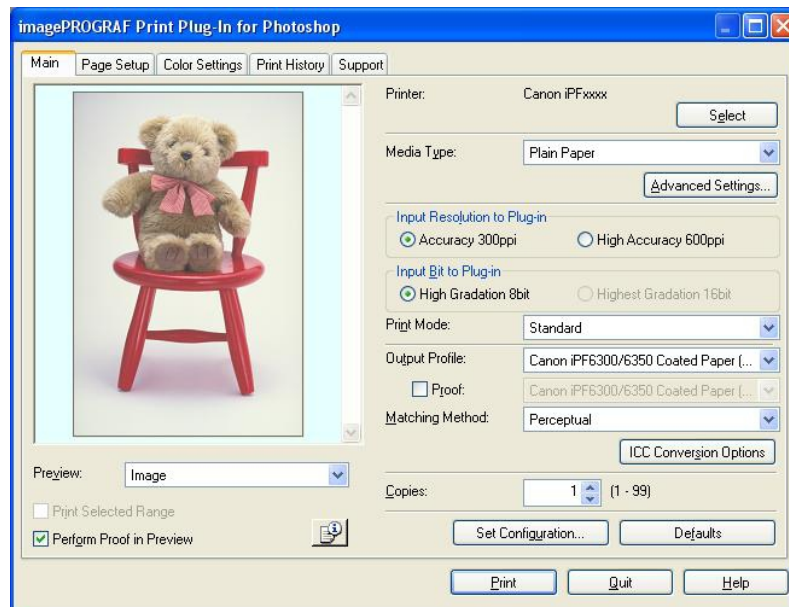 imagePROGRAF Print Plug-In for Photoshop
Main Page Setup Color Settings Print History Support
Printer: Canon iPFxxxx
Select
Media Type: Plain Paper
Advanced Settings...
Input Resolution to Plug-in
Accuracy 300ppi High Accuracy 600ppi
Input Bit to Plug-in
High Gradation 8bit Highest Gradation 16bit
Print Mode: Standard
Output Profile: Canon iPF6300/6350 Coated Paper (...
Proof: Canon iPF6300/6350 Coated Paper (...
Matching Method: Perceptual
ICC Conversion Options
Preview: Image
Copies: 1 (1 - 99)
Print Selected Range
Perform Proof in Preview
Set Configuration... Defaults
Print Quit Help